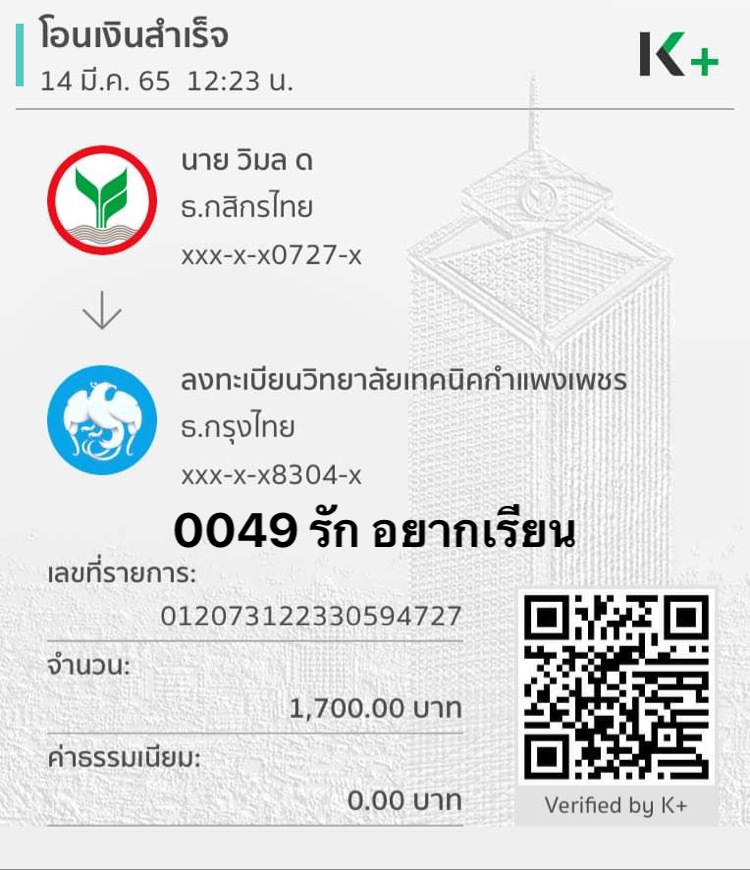 โอนเงินสำเร็จ
14 มี.ค. 65 12:23 น.
K+
นาย วิมล ด
ธ.กสิกรไทย
xxx-x-x0727-x
ลงทะเบียนวิทยาลัยเทคนิคกำแพงเพชร
ธ.กรุงไทย
xxx-x-x8304-x
0049 รัก อยากเรียน
เลขที่รายการ:
012073122330594727
จำนวน:
1,700.00 บาท
ค่าธรรมเนียม:
0.00 บาท
Verified by K+